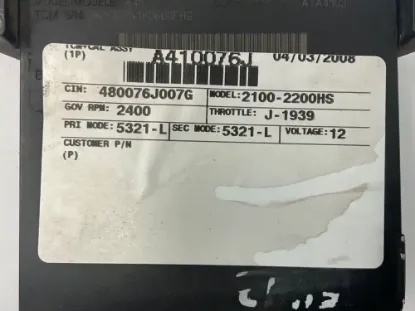 TCM S/N:
TCM/CAL ASSY A410076J 04/03/2008
(1P)
CIN: 480076J007G MODEL: 2100-2200HS
GOV RPM: 2400 THROTTLE: J-1939
PRI MODE: 5321-L SEC MODE: 5321-L VOLTAGE: 12
CUSTOMER P/N
(P)